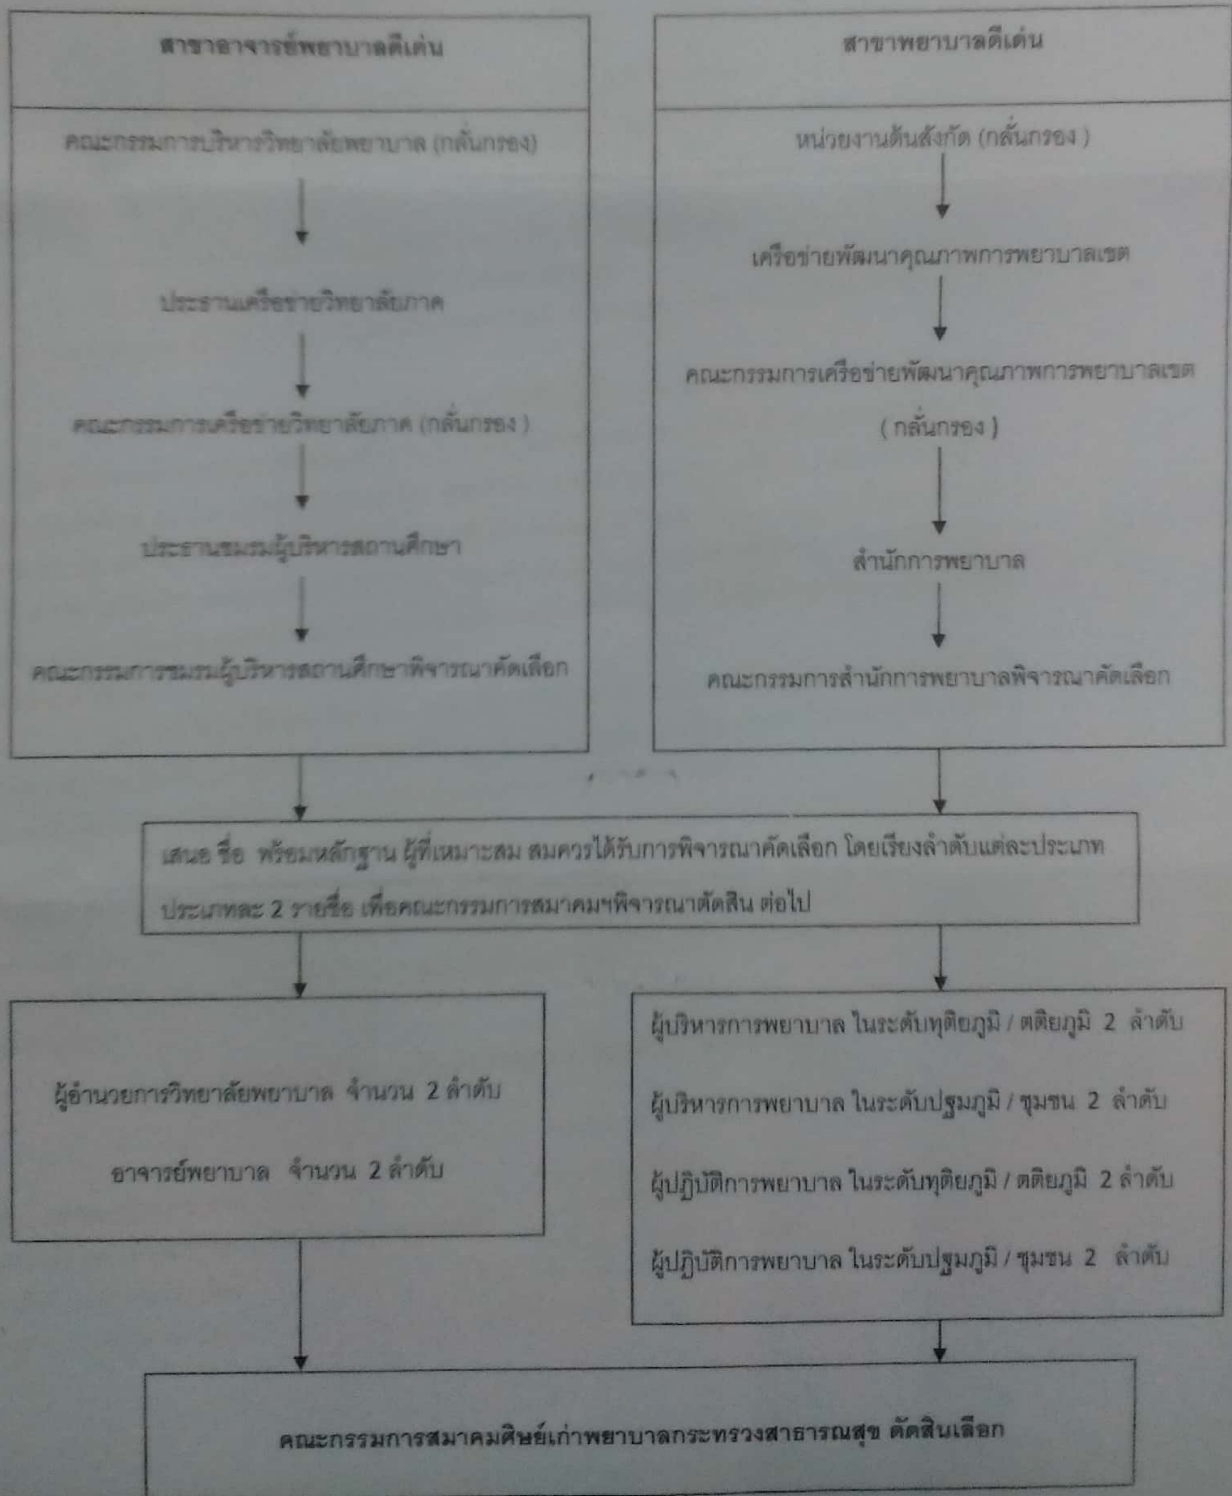 สาขาอาจารย์พยาบาลดีเด่น
คณะกรรมการบริหารวิทยาลัยพยาบาล (กลั่นกรอง)
ประธานเครือข่ายวิทยาลัยภาค
คณะกรรมการเครือข่ายวิทยาลัยภาค (กลั่นกรอง )
ประธานชมรมผู้บริหารสถานศึกษา
คณะกรรมการชมรมผู้บริหารสถานศึกษาพิจารณาคัดเลือก
สาขาพยาบาลดีเด่น
หน่วยงานต้นสังกัด (กลั่นกรอง )
เครือข่ายพัฒนาคุณภาพการพยาบาลเขต
คณะกรรมการเครือข่ายพัฒนาคุณภาพการพยาบาลเขต
( กลั่นกรอง )
สำนักการพยาบาล
คณะกรรมการสำนักการพยาบาลพิจารณาคัดเลือก
เสนอ ชื่อ พร้อมหลักฐาน ผู้ที่เหมาะสม สมควรได้รับการพิจารณาคัดเลือก โดยเรียงลำดับแต่ละประเภท
ประเภทละ 2 รายชื่อ เพื่อคณะกรรมการสมาคมฯพิจารณาตัดสิน ต่อไป
ผู้อำนวยการวิทยาลัยพยาบาล จำนวน 2 ลำดับ
อาจารย์พยาบาล จำนวน 2 ลำดับ
ผู้บริหารการพยาบาล ในระดับทุติยภูมิ / ตติยภูมิ 2 ลำดับ
ผู้บริหารการพยาบาล ในระดับปฐมภูมิ / ชุมชน 2 ลำดับ
ผู้ปฏิบัติการพยาบาล ในระดับทุติยภูมิ / ตติยภูมิ 2 ลำดับ
ผู้ปฏิบัติการพยาบาล ในระดับปฐมภูมิ / ชุมชน 2 ลำดับ
คณะกรรมการสมาคมศิษย์เก่าพยาบาลกระทรวงสาธารณสุข ตัดสินเลือก